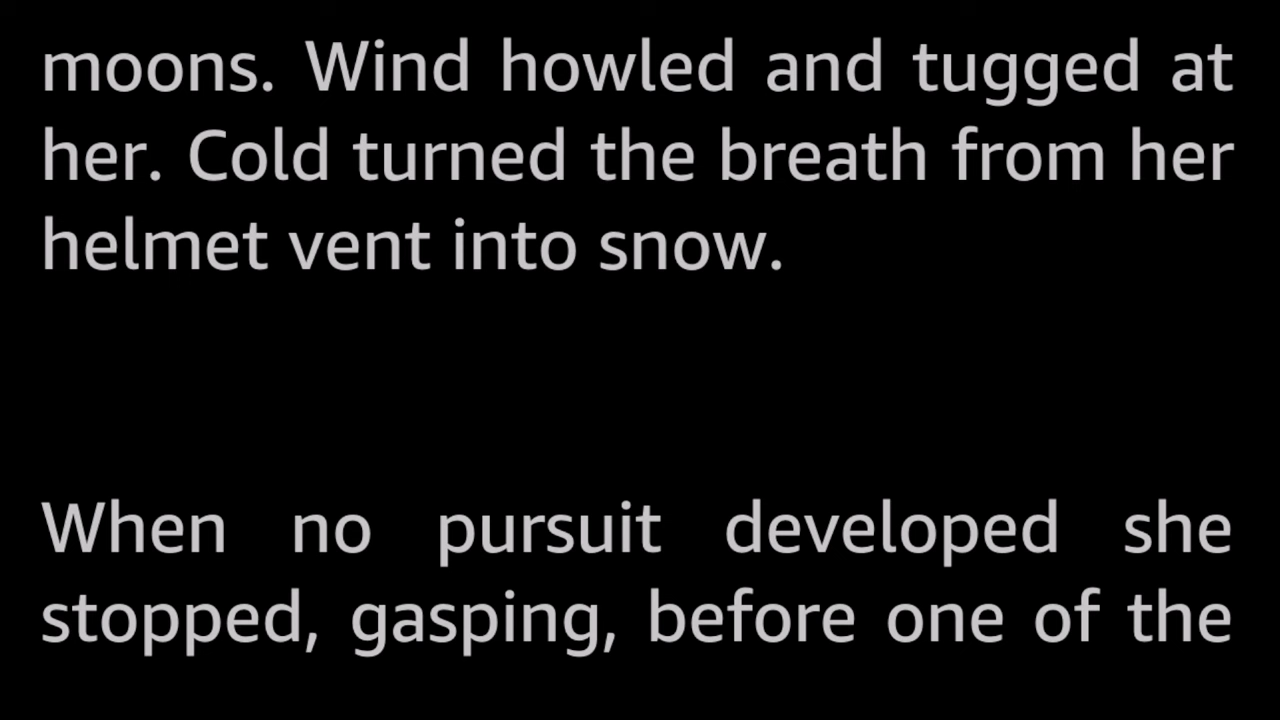 moons. Wind howled and tugged at
her. Cold turned the breath from her
helmet vent into snow.
When no pursuit developed she
stopped, gasping, before one of the